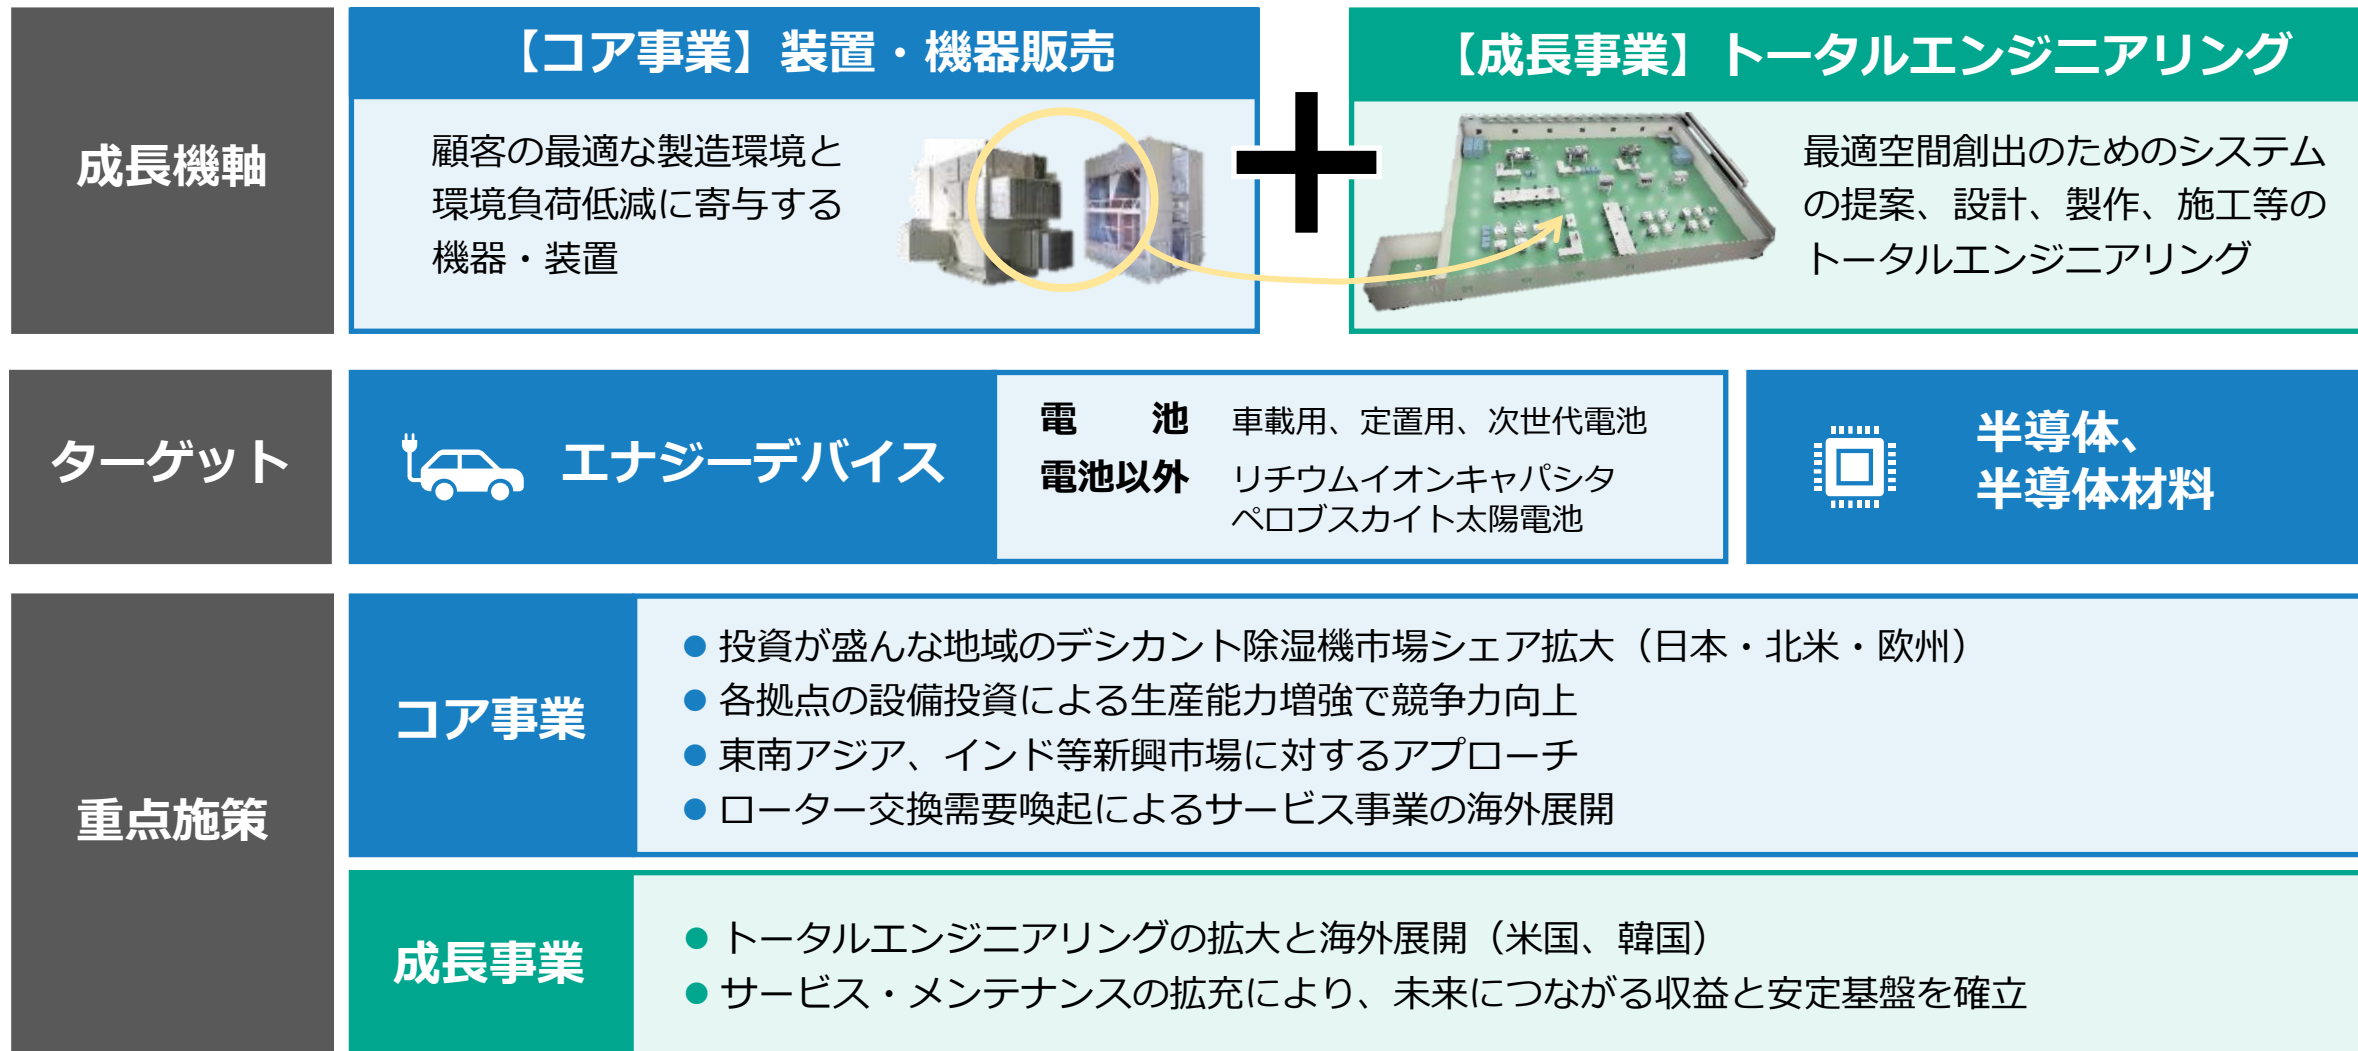 成長機軸
【コア事業】装置・機器販売
顧客の最適な製造環境と
環境負荷低減に寄与する
機器・装置
【成長事業】トータルエンジニアリング
最適空間創出のためのシステム
の提案、設計、製作、施工等の
トータルエンジニアリング
ターゲット
エナジーデバイス
電　池 車載用、定置用、次世代電池
電池以外 リチウムイオンキャパシタ
ペロブスカイト太陽電池
半導体、
半導体材料
重点施策
コア事業
● 投資が盛んな地域のデシカント除湿機市場シェア拡大（日本・北米・欧州）
● 各拠点の設備投資による生産能力増強で競争力向上
● 東南アジア、インド等新興市場に対するアプローチ
● ローター交換需要喚起によるサービス事業の海外展開
成長事業
● トータルエンジニアリングの拡大と海外展開（米国、韓国）
● サービス・メンテナンスの拡充により、未来につながる収益と安定基盤を確立